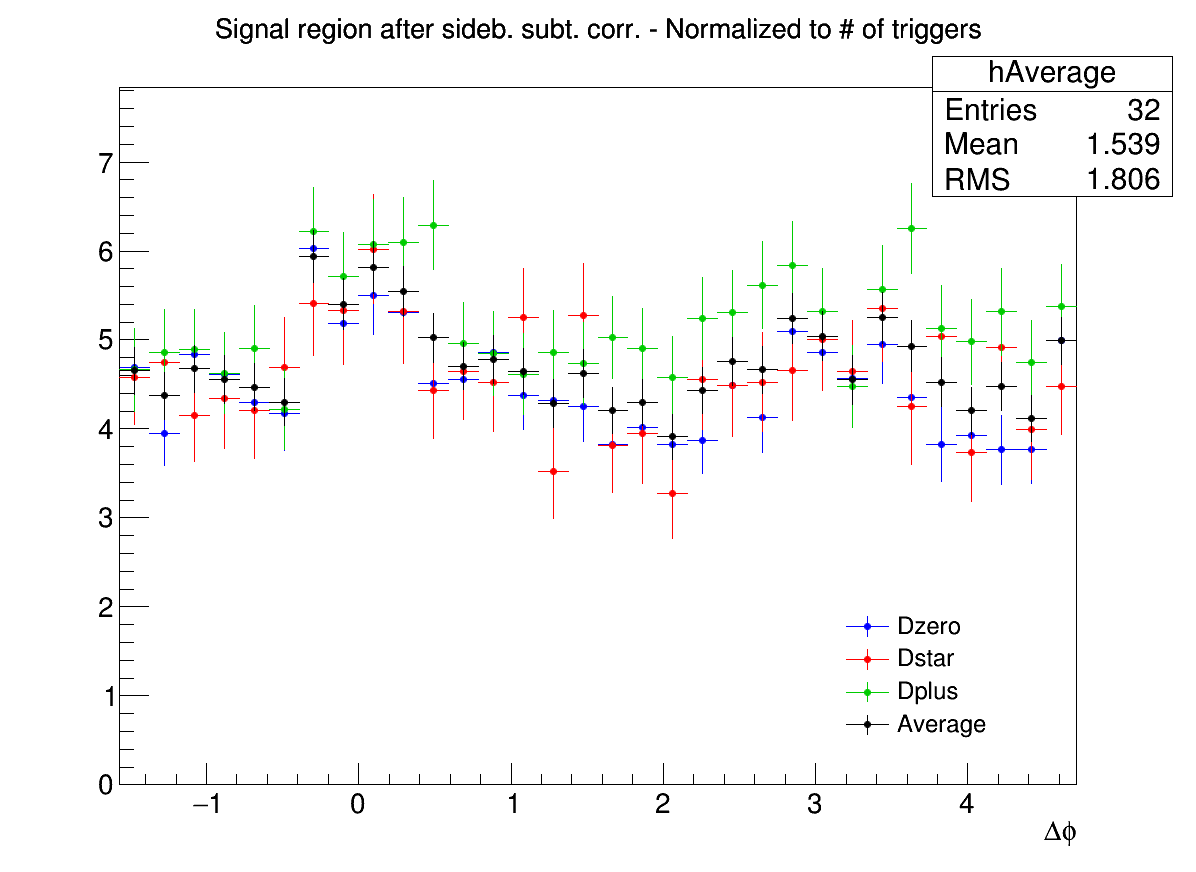 Signal region after sideb. subt. corr. - Normalized to # of triggers
hAverage
Entries 32
Mean 1.539
RMS 1.806
7
6
5
4
3
2
1
0
Dzero
Dstar
Dplus
Average
−1 0 1 2 3 4
Δϕ